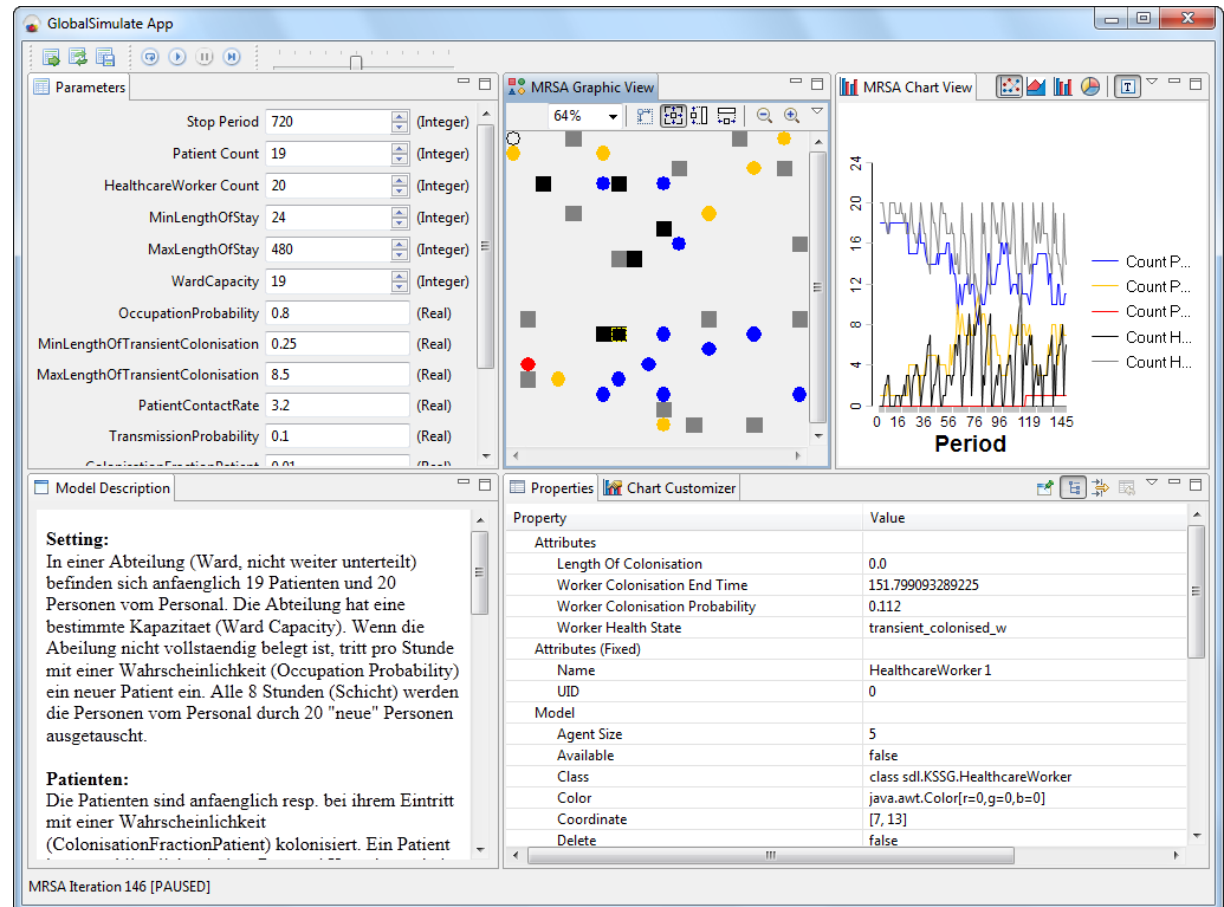 GlobalSimulate App
Parameters
Stop Period 720 (Integer)
Patient Count 19 (Integer)
HealthcareWorker Count 20 (Integer)
MinLengthOfStay 24 (Integer)
MaxLengthOfStay 480 (Integer)
WardCapacity 19 (Integer)
OccupationProbability 0.8 (Real)
MinLengthOfTransientColonisation 0.25 (Real)
MaxLengthOfTransientColonisation 8.5 (Real)
PatientContactRate 3.2 (Real)
TransmissionProbability 0.1 (Real)
ColonisationFractionPatient 0.01 (Real)
MRSA Graphic View
64%
MRSA Chart View
T
24
20
16
12
8
4
0
0 16 36 56 76 96 119 145
Period
Count P...
Count P...
Count P...
Count H...
Count H...
Model Description
Setting:
In einer Abteilung (Ward, nicht weiter unterteilt)
befinden sich anfaenglich 19 Patienten und 20
Personen vom Personal. Die Abteilung hat eine
bestimmte Kapazitaet (Ward Capacity). Wenn die
Abeilung nicht vollstaendig belegt ist, tritt pro Stunde
mit einer Wahrscheinlichkeit (Occupation Probability)
ein neuer Patient ein. Alle 8 Stunden (Schicht) werden
die Personen vom Personal durch 20 "neue" Personen
ausgetauscht.
Patienten:
Die Patienten sind anfaenglich resp. bei ihrem Eintritt
mit einer Wahrscheinlichkeit
(ColonisationFractionPatient) kolonisiert. Ein Patient
Properties Chart Customizer
Property Value
Attributes
Length Of Colonisation 0.0
Worker Colonisation End Time 151.799093289225
Worker Colonisation Probability 0.112
Worker Health State transient_colonised_w
Attributes (Fixed)
Name HealthcareWorker 1
UID 0
Model
Agent Size 5
Available false
Class class sdl.KSSG.HealthcareWorker
Color java.awt.Color[r=0,g=0,b=0]
Coordinate [7, 13]
Delete false
MRSA Iteration 146 [PAUSED]